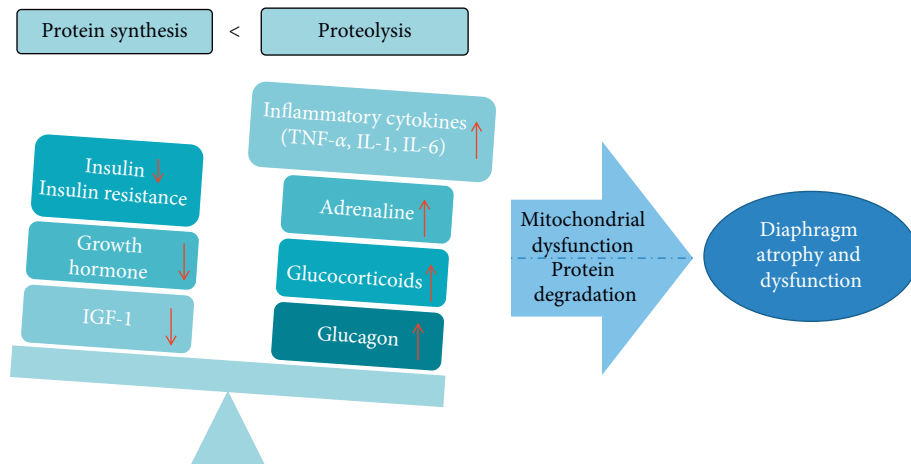 Protein synthesis < Proteolysis
Insulin ↓
Insulin resistance
Growth
hormone ↓
IGF-1 ↓
Inflammatory cytokines
(TNF-α, IL-1, IL-6) ↑
Adrenaline ↑
Glucocorticoids ↑
Glucagon ↑
Mitochondrial
dysfunction
Protein
degradation
Diaphragm
atrophy and
dysfunction